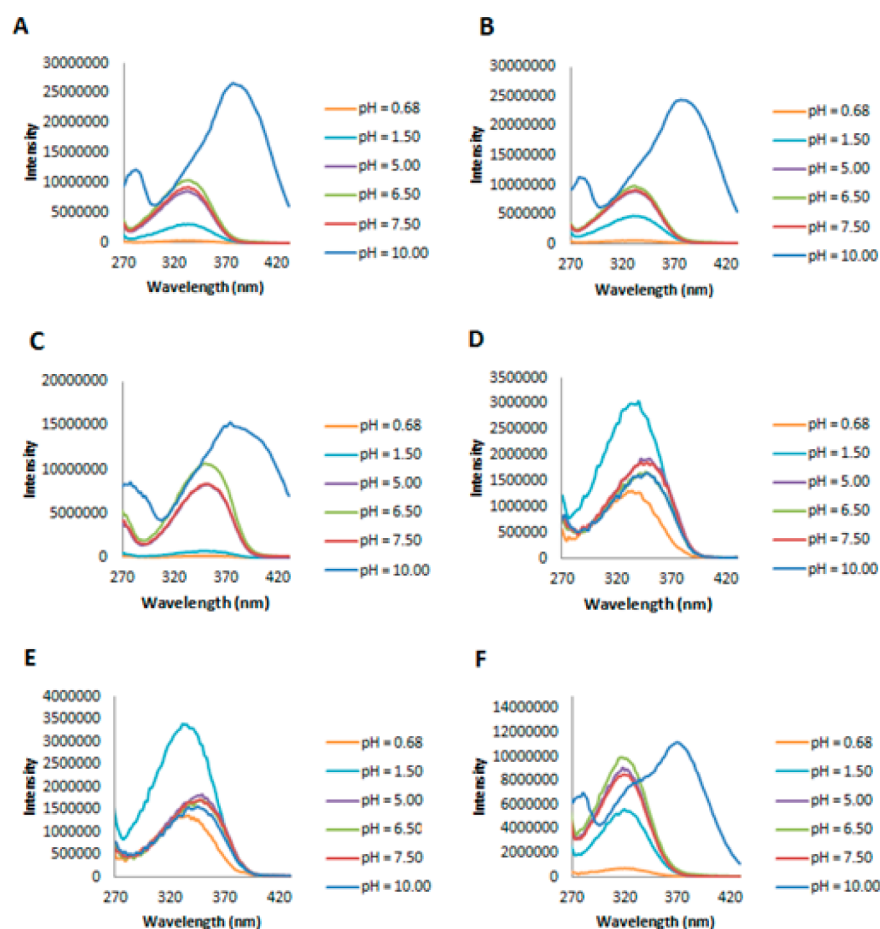 A
30000000
25000000
20000000
15000000
10000000
5000000
0
Intensity
270 320 370 420
Wavelength (nm)
pH = 0.68
pH = 1.50
pH = 5.00
pH = 6.50
pH = 7.50
pH = 10.00
B
30000000
25000000
20000000
15000000
10000000
5000000
0
Intensity
270 320 370 420
Wavelength (nm)
pH = 0.68
pH = 1.50
pH = 5.00
pH = 6.50
pH = 7.50
pH = 10.00
C
20000000
15000000
10000000
5000000
0
Intensity
270 320 370 420
Wavelength (nm)
pH = 0.68
pH = 1.50
pH = 5.00
pH = 6.50
pH = 7.50
pH = 10.00
D
3500000
3000000
2500000
2000000
1500000
1000000
500000
0
Intensity
270 320 370 420
Wavelength (nm)
pH = 0.68
pH = 1.50
pH = 5.00
pH = 6.50
pH = 7.50
pH = 10.00
E
4000000
3500000
3000000
2500000
2000000
1500000
1000000
500000
0
Intensity
270 320 370 420
Wavelength (nm)
pH = 0.68
pH = 1.50
pH = 5.00
pH = 6.50
pH = 7.50
pH = 10.00
F
14000000
12000000
10000000
8000000
6000000
4000000
2000000
0
Intensity
270 320 370 420
Wavelength (nm)
pH = 0.68
pH = 1.50
pH = 5.00
pH = 6.50
pH = 7.50
pH = 10.00